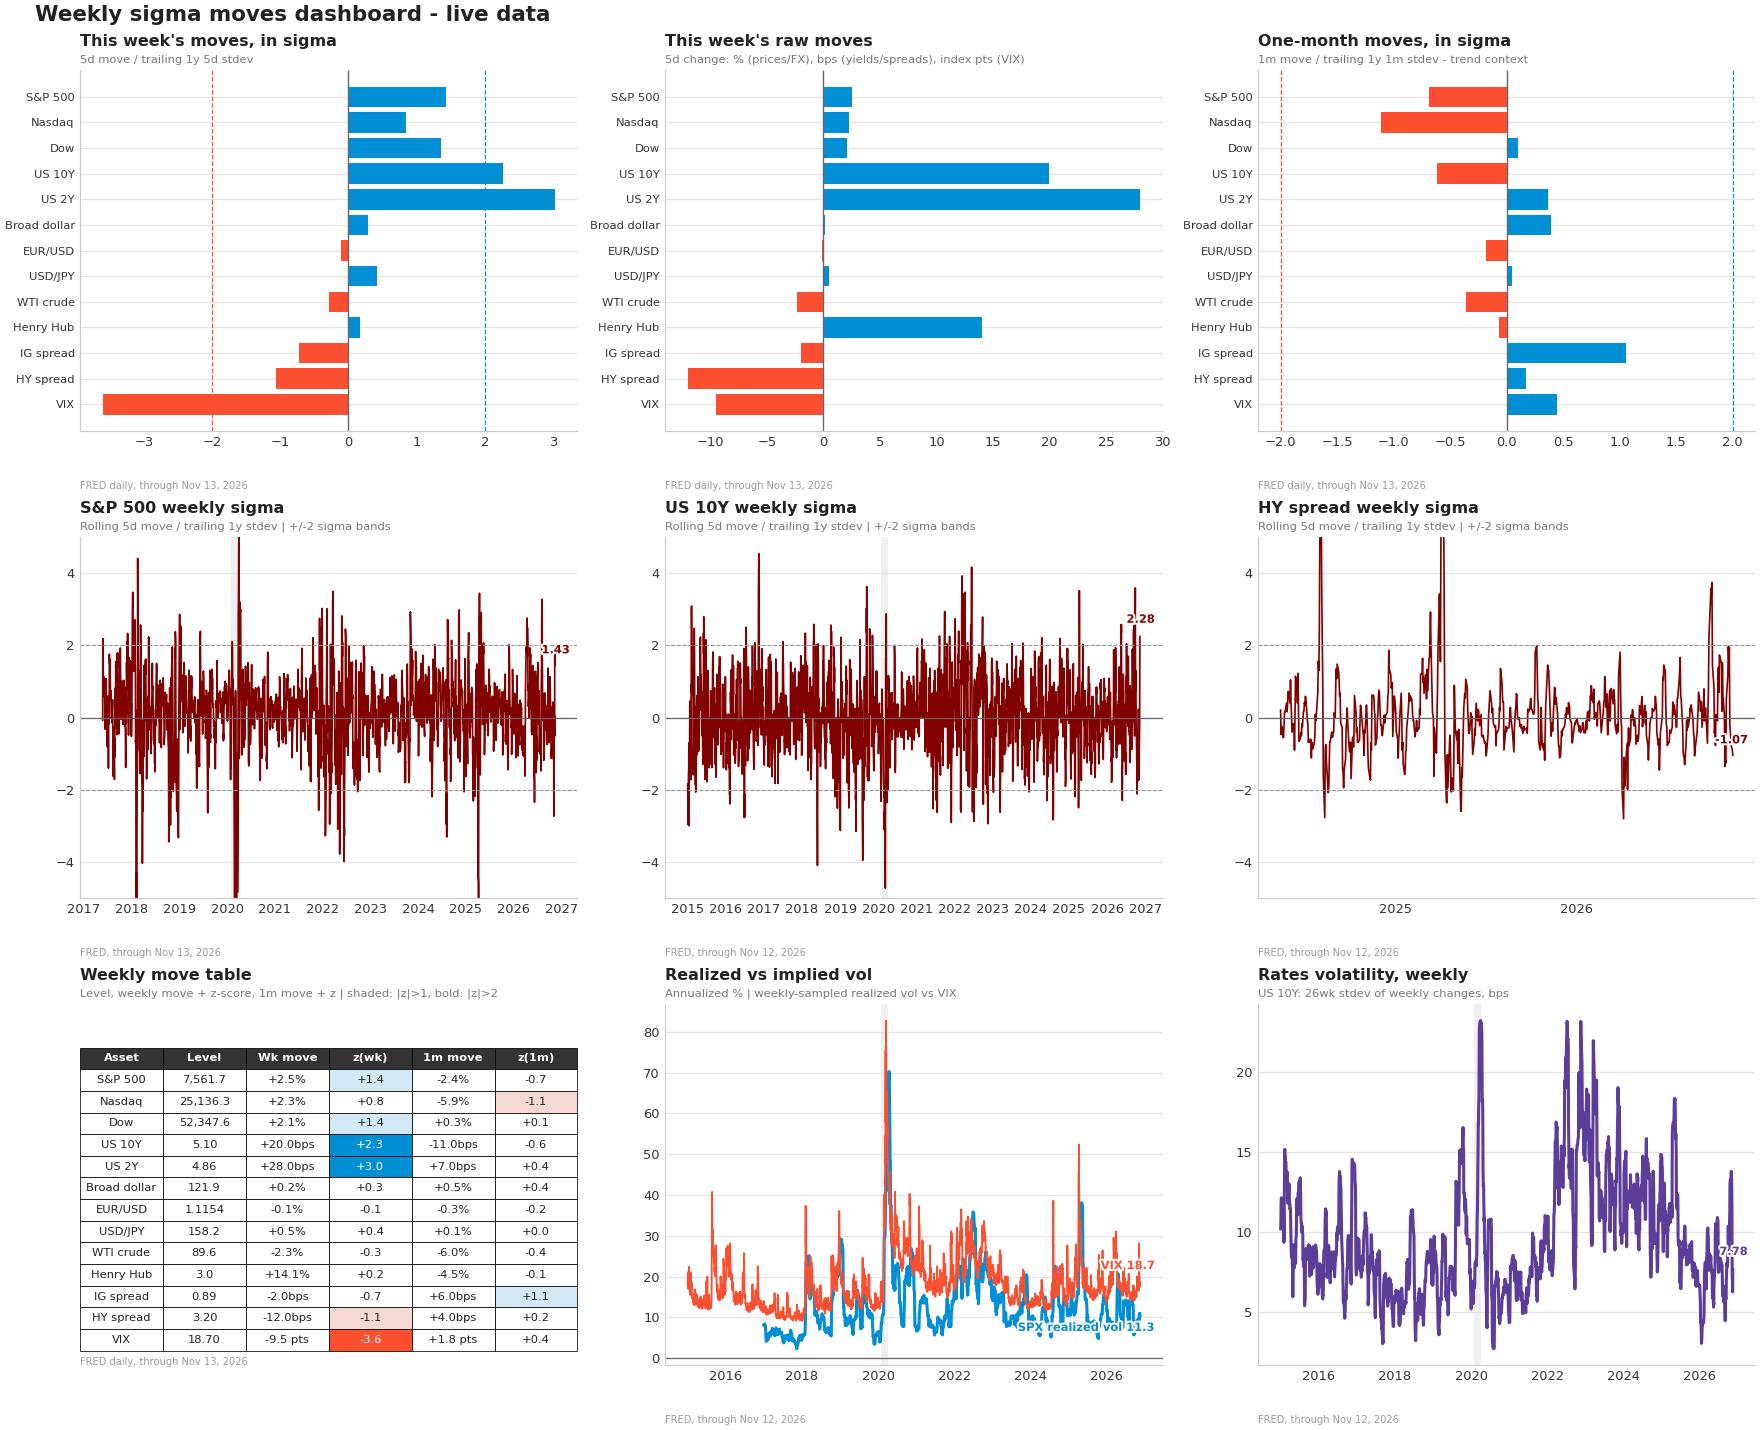 Weekly sigma moves dashboard - live data
This week's moves, in sigma
5d move / trailing 1y 5d stdev
S&P 500
Nasdaq
Dow
US 10Y
US 2Y
Broad dollar
EUR/USD
USD/JPY
WTI crude
Henry Hub
IG spread
HY spread
VIX
−3 −2 −1 0 1 2 3
FRED daily, through Nov 13, 2026
This week's raw moves
5d change: % (prices/FX), bps (yields/spreads), index pts (VIX)
S&P 500
Nasdaq
Dow
US 10Y
US 2Y
Broad dollar
EUR/USD
USD/JPY
WTI crude
Henry Hub
IG spread
HY spread
VIX
−10 −5 0 5 10 15 20 25 30
FRED daily, through Nov 13, 2026
One-month moves, in sigma
1m move / trailing 1y 1m stdev - trend context
S&P 500
Nasdaq
Dow
US 10Y
US 2Y
Broad dollar
EUR/USD
USD/JPY
WTI crude
Henry Hub
IG spread
HY spread
VIX
−2.0 −1.5 −1.0 −0.5 0.0 0.5 1.0 1.5 2.0
FRED daily, through Nov 13, 2026
S&P 500 weekly sigma
Rolling 5d move / trailing 1y stdev | +/-2 sigma bands
4
2
0
−2
−4
1.43
2017 2018 2019 2020 2021 2022 2023 2024 2025 2026 2027
FRED, through Nov 13, 2026
US 10Y weekly sigma
Rolling 5d move / trailing 1y stdev | +/-2 sigma bands
4
2
0
−2
−4
2.28
2015 2016 2017 2018 2019 2020 2021 2022 2023 2024 2025 2026 2027
FRED, through Nov 12, 2026
HY spread weekly sigma
Rolling 5d move / trailing 1y stdev | +/-2 sigma bands
4
2
0
−2
−4
-1.07
2025 2026
FRED, through Nov 12, 2026
Weekly move table
Level, weekly move + z-score, 1m move + z | shaded: |z|>1, bold: |z|>2
Asset Level Wk move z(wk) 1m move z(1m)
S&P 500 7,561.7 +2.5% +1.4 -2.4% -0.7
Nasdaq 25,136.3 +2.3% +0.8 -5.9% -1.1
Dow 52,347.6 +2.1% +1.4 +0.3% +0.1
US 10Y 5.10 +20.0bps +2.3 -11.0bps -0.6
US 2Y 4.86 +28.0bps +3.0 +7.0bps +0.4
Broad dollar 121.9 +0.2% +0.3 +0.5% +0.4
EUR/USD 1.1154 -0.1% -0.1 -0.3% -0.2
USD/JPY 158.2 +0.5% +0.4 +0.1% +0.0
WTI crude 89.6 -2.3% -0.3 -6.0% -0.4
Henry Hub 3.0 +14.1% +0.2 -4.5% -0.1
IG spread 0.89 -2.0bps -0.7 +6.0bps +1.1
HY spread 3.20 -12.0bps -1.1 +4.0bps +0.2
VIX 18.70 -9.5 pts -3.6 +1.8 pts +0.4
FRED daily, through Nov 13, 2026
Realized vs implied vol
Annualized % | weekly-sampled realized vol vs VIX
80
70
60
50
40
30
20
10
0
VIX 18.7
SPX realized vol 11.3
2016 2018 2020 2022 2024 2026
FRED, through Nov 12, 2026
Rates volatility, weekly
US 10Y: 26wk stdev of weekly changes, bps
20
15
10
5
7.78
2016 2018 2020 2022 2024 2026
FRED, through Nov 12, 2026